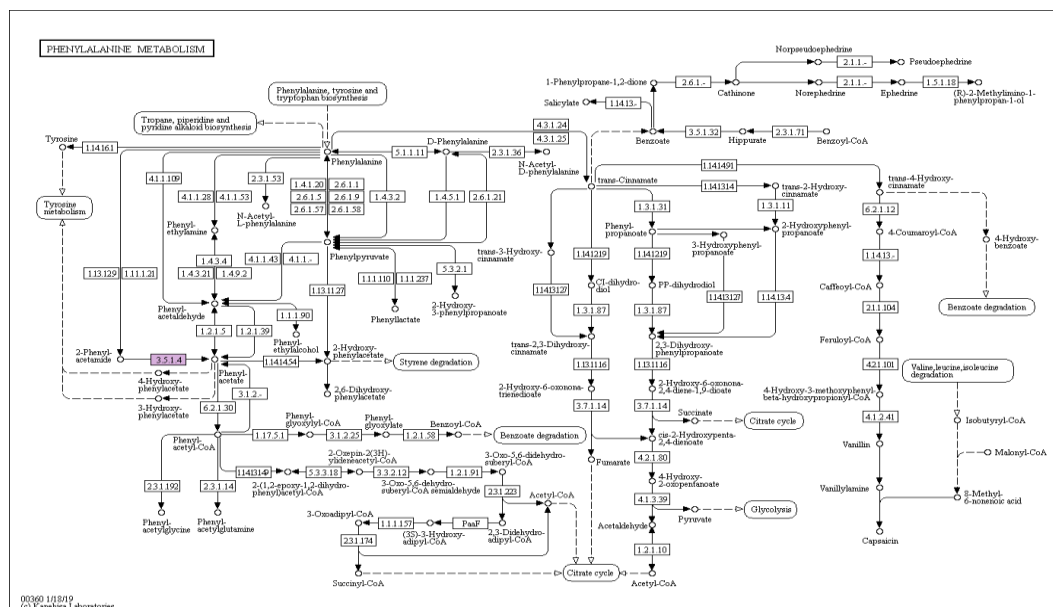 PHENYLALANINE METABOLISM
Phenylalanine, tyrosine and
tryptophan biosynthesis
Tropane, piperidine and
pyridine alkaloid biosynthesis
Norpseudoephedrine
2.1.1.-
Pseudoephedrine
1-Phenylpropane-1,2-dione
2.6.1.-
Cathinone
2.1.1.-
Norephedrine
1.5.1.18
Ephedrine
(R)-2-Methylimino-1-
phenylpropan-1-ol
Salicylate
1.14.13.-
Benzoate
3.5.1.32
Hippurate
2.3.1.71
Benzoyl-CoA
4.3.1.24
4.3.1.25
Tyrosine
1.14.16.1
Phenylalanine
5.1.1.11
D-Phenylalanine
2.3.1.36
N-Acetyl-
D-phenylalanine
Tyrosine
metabolism
4.1.1.109
4.1.1.28
4.1.1.53
2.3.1.53
N-Acetyl-
L-phenylalanine
1.4.1.20
2.6.1.1
2.6.1.5
2.6.1.9
2.6.1.57
2.6.1.58
1.4.3.2
1.4.5.1
2.6.1.21
Phenyl-
ethylamine
Phenylpyruvate
1.4.3.4
1.4.3.21
1.4.9.2
4.1.1.43
4.1.1.-
1.1.1.110
1.1.1.237
5.3.2.1
Phenyllactate
2-Hydroxy-
3-phenylpropenoate
1.13.12.9
1.11.1.21
1.13.11.27
Phenyl-
acetaldehyde
1.1.1.90
Phenyl-
ethylalcohol
1.2.1.5
1.2.1.39
2-Phenyl-
acetamide
3.5.1.4
Phenyl-
acetate
1.14.14.54
2-Hydroxy-
phenylacetate
Styrene degradation
2,6-Dihydroxy-
phenylacetate
4-Hydroxy-
phenylacetate
3-Hydroxy-
phenylacetate
3.1.2.-
6.2.1.30
Phenyl-
acetyl-CoA
1.17.5.1
Phenyl-
glyoxylyl-CoA
3.1.2.25
Phenyl-
glyoxylate
1.2.1.58
Benzoyl-CoA
Benzoate degradation
1.14.13.149
2-(1,2-epoxy-1,2-dihydro-
phenyl)acetyl-CoA
5.3.3.18
2-Oxepin-2(3H)-
ylideneacetyl-CoA
3.3.2.12
3-Oxo-5,6-dehydro-
suberyl-CoA semialdehyde
1.2.1.91
3-Oxo-5,6-didehydro-
suberyl-CoA
2.3.1.223
Acetyl-CoA
2.3.1.192
2.3.1.14
Phenyl-
acetylglycine
Phenyl-
acetylglutamine
3-Oxoadipyl-CoA
1.1.1.157
PaaF
(3S)-3-Hydroxy-
adipyl-CoA
2,3-Didehydro-
adipyl-CoA
2.3.1.174
Succinyl-CoA
Citrate cycle
Acetyl-CoA
trans-Cinnamate
1.14.14.91
1.14.13.14
trans-2-Hydroxy-
cinnamate
trans-4-Hydroxy-
cinnamate
1.3.1.31
1.3.1.11
6.2.1.12
Phenyl-
propanoate
3-Hydroxyphenyl-
propanoate
2-Hydroxyphenyl-
propanoate
4-Coumaroyl-CoA
4-Hydroxy-
benzoate
trans-3-Hydroxy-
cinnamate
1.14.12.19
1.14.12.19
1.14.13.-
CI-dihydro-
diol
PP-dihydrodiol
Caffeoyl-CoA
Benzoate degradation
1.14.13.127
1.3.1.87
1.3.1.87
1.14.13.127
1.14.13.4
2.1.1.104
Feruloyl-CoA
trans-2,3-Dihydroxy-
cinnamate
2,3-Dihydroxy-
phenylpropanoate
1.13.11.16
1.13.11.16
4.2.1.101
Valine, leucine, isoleucine
degradation
2-Hydroxy-6-oxonona-
trienedioate
2-Hydroxy-6-oxonona-
2,4-diene-1,9-dioate
4-Hydroxy-3-methoxyphenyl-
beta-hydroxypropionyl-CoA
3.7.1.14
3.7.1.14
Succinate
Citrate cycle
4.1.2.41
Isobutyryl-CoA
cis-2-Hydroxypenta-
2,4-dienoate
Vanillin
Malonyl-CoA
Fumarate
4.2.1.80
4-Hydroxy-
2-oxopentanoate
Vanillylamine
8-Methyl-
6-nonenoic acid
4.1.3.39
Pyruvate
Glycolysis
Acetaldehyde
Capsaicin
1.2.1.10
00360 1/18/19
(c) Kanehisa Laboratories